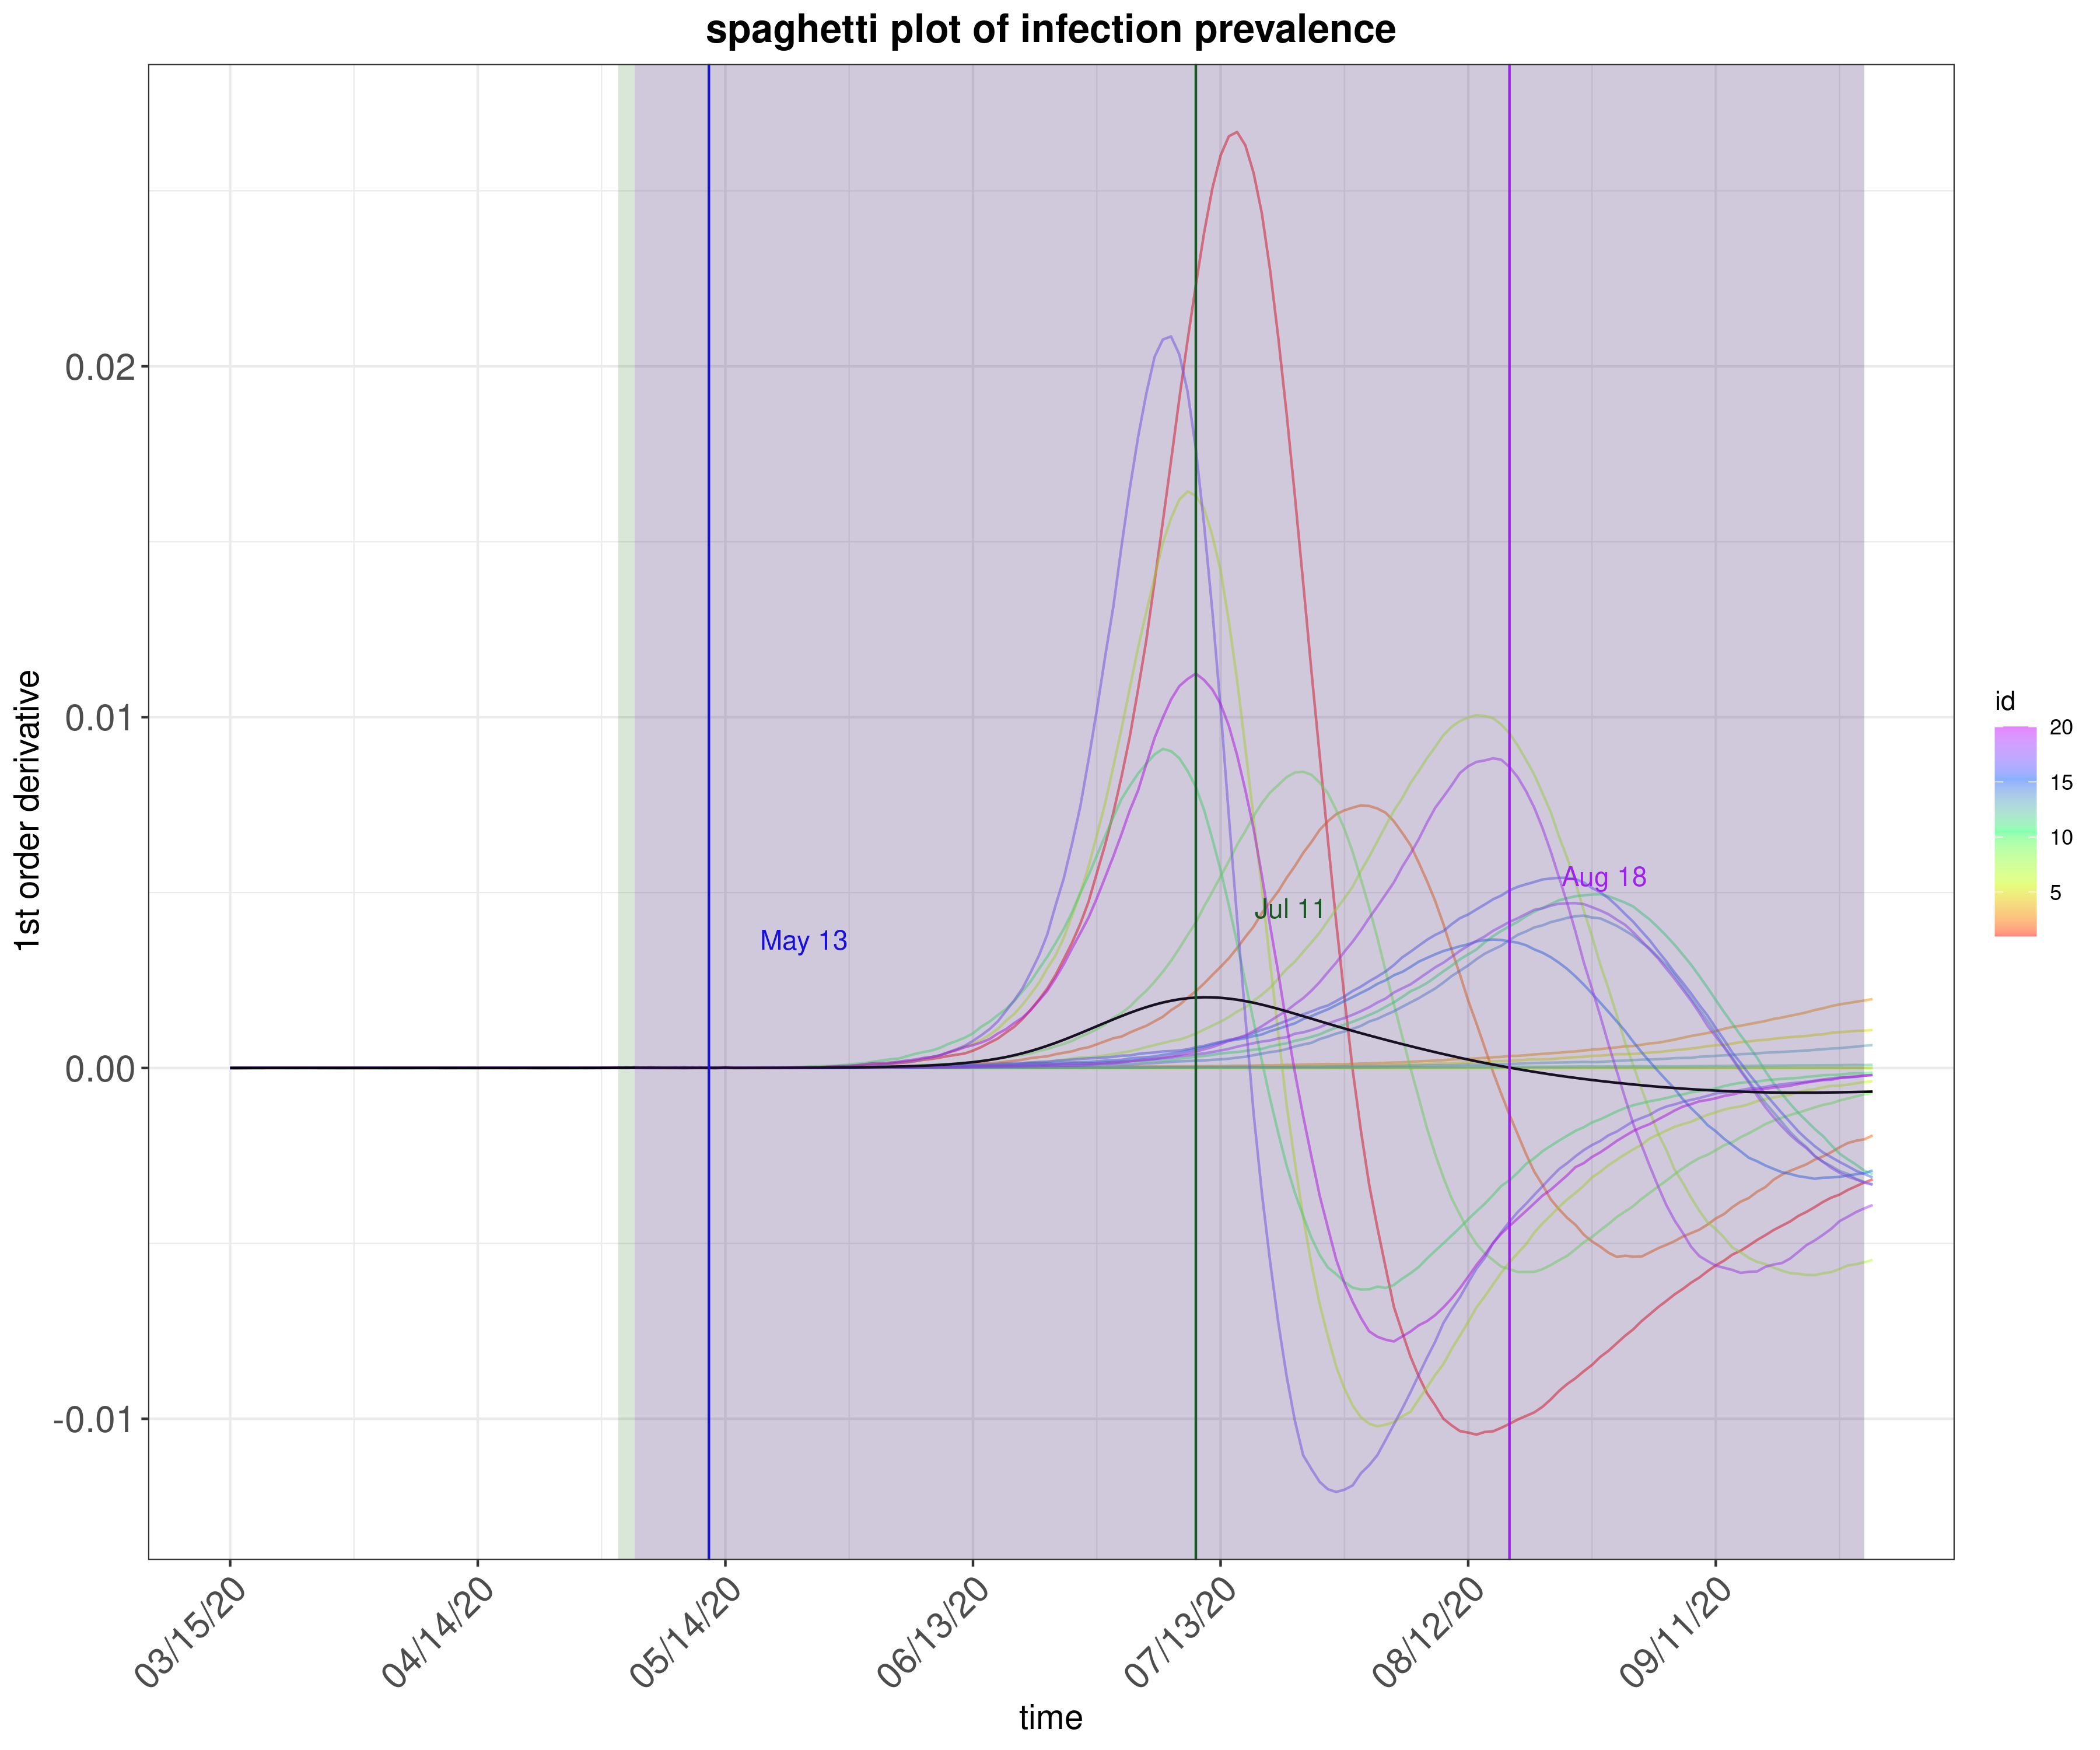 spaghetti plot of infection prevalence
1st order derivative
0.02
0.01
0.00
-0.01
May 13
Jul 11
Aug 18
id
20
15
10
5
03/15/20
04/14/20
05/14/20
06/13/20
07/13/20
08/12/20
09/11/20
time